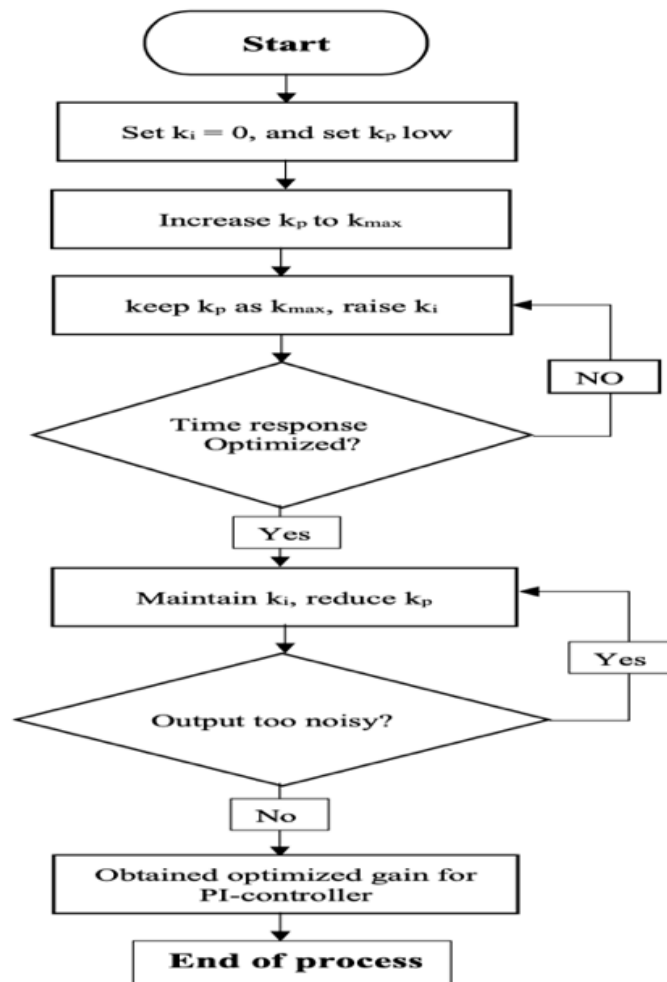 Start
Set kᵢ = 0, and set kₚ low
Increase kₚ to kₘₐₓ
keep kₚ as kₘₐₓ, raise kᵢ
NO
Time response
Optimized?
Yes
Maintain kᵢ, reduce kₚ
Yes
Output too noisy?
No
Obtained optimized gain for
PI-controller
End of process